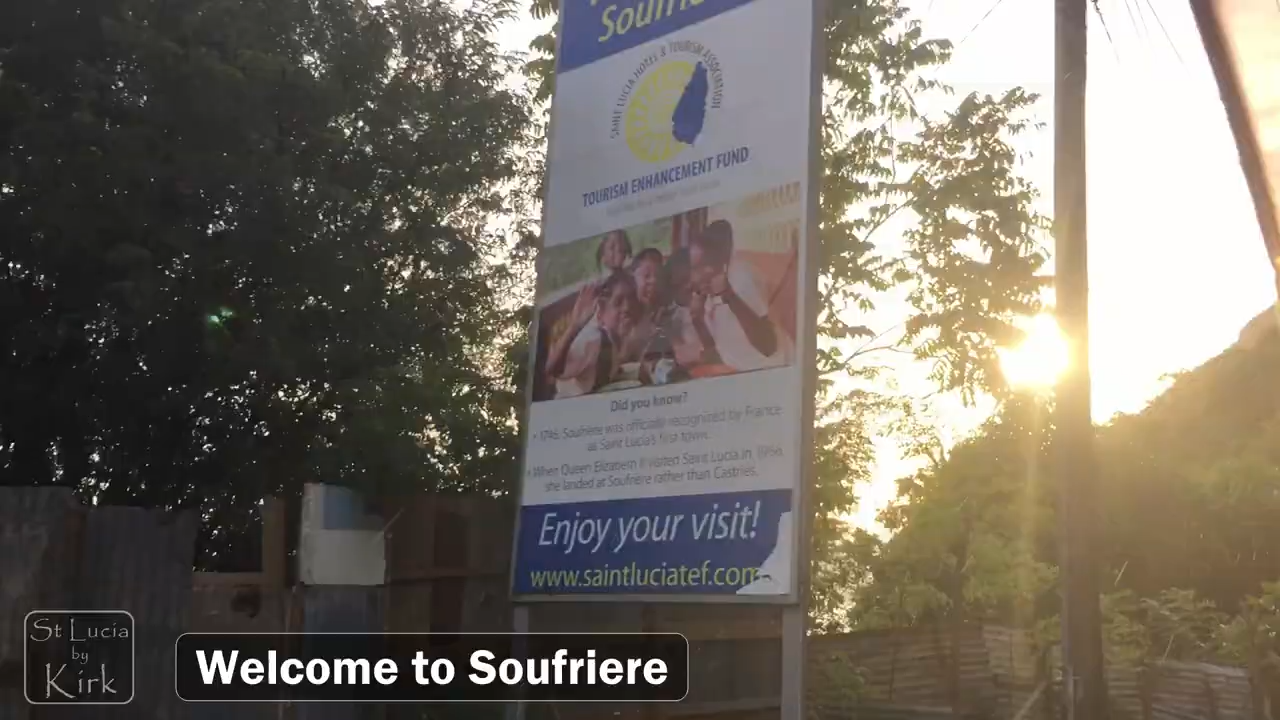 Soufrie
SAINT LUCIA HOTEL & TOURISM ASSOCIATION
TOURISM ENHANCEMENT FUND
Did you know?
• 1746, Soufriere was officially recognized by France
as Saint Lucia's first town.
• When Queen Elizabeth II visited Saint Lucia in
she landed at Soufriere rather than Castries.
Enjoy your visit!
www.saintluciatef.com
St Lucia
by
Kirk
Welcome to Soufriere